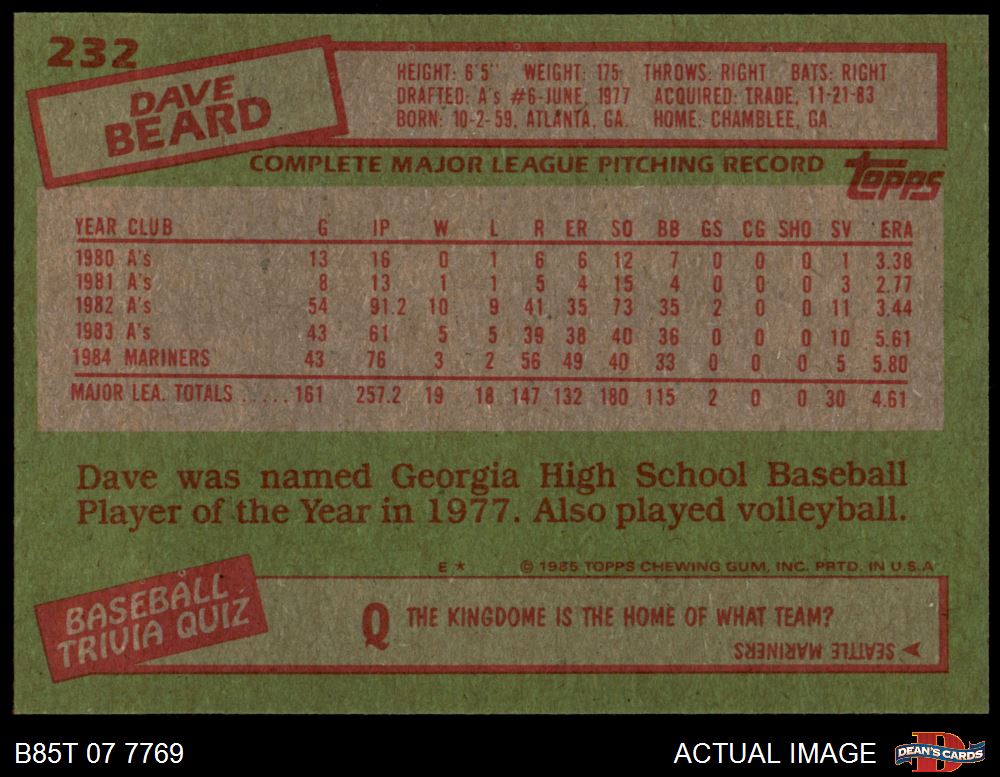 232
DAVE
BEARD
HEIGHT: 6'5" WEIGHT: 175 THROWS: RIGHT BATS: RIGHT
DRAFTED: A's #6-JUNE, 1977 ACQUIRED: TRADE, 11-21-83
BORN: 10-2-59, ATLANTA, GA. HOME: CHAMBLEE, GA.
COMPLETE MAJOR LEAGUE PITCHING RECORD
topps
YEAR CLUB G IP W L R ER SO BB GS CG SHO SV ERA
1980 A's 13 16 0 1 6 6 12 7 0 0 0 1 3.38
1981 A's 8 13 1 1 5 4 15 4 0 0 0 3 2.77
1982 A's 54 91.2 10 9 41 35 73 35 2 0 0 11 3.44
1983 A's 43 61 5 5 39 38 40 36 0 0 0 10 5.61
1984 MARINERS 43 76 3 2 56 49 40 33 0 0 0 5 5.80
MAJOR LEA. TOTALS ..... 161 257.2 19 18 147 132 180 115 2 0 0 30 4.61
Dave was named Georgia High School Baseball
Player of the Year in 1977. Also played volleyball.
E * © 1985 TOPPS CHEWING GUM, INC. PRTD. IN U.S.A
BASEBALL
TRIVIA QUIZ
Q THE KINGDOME IS THE HOME OF WHAT TEAM?
SEATTLE MARINERS
B85T 07 7769
ACTUAL IMAGE
D
DEAN'S CARDS